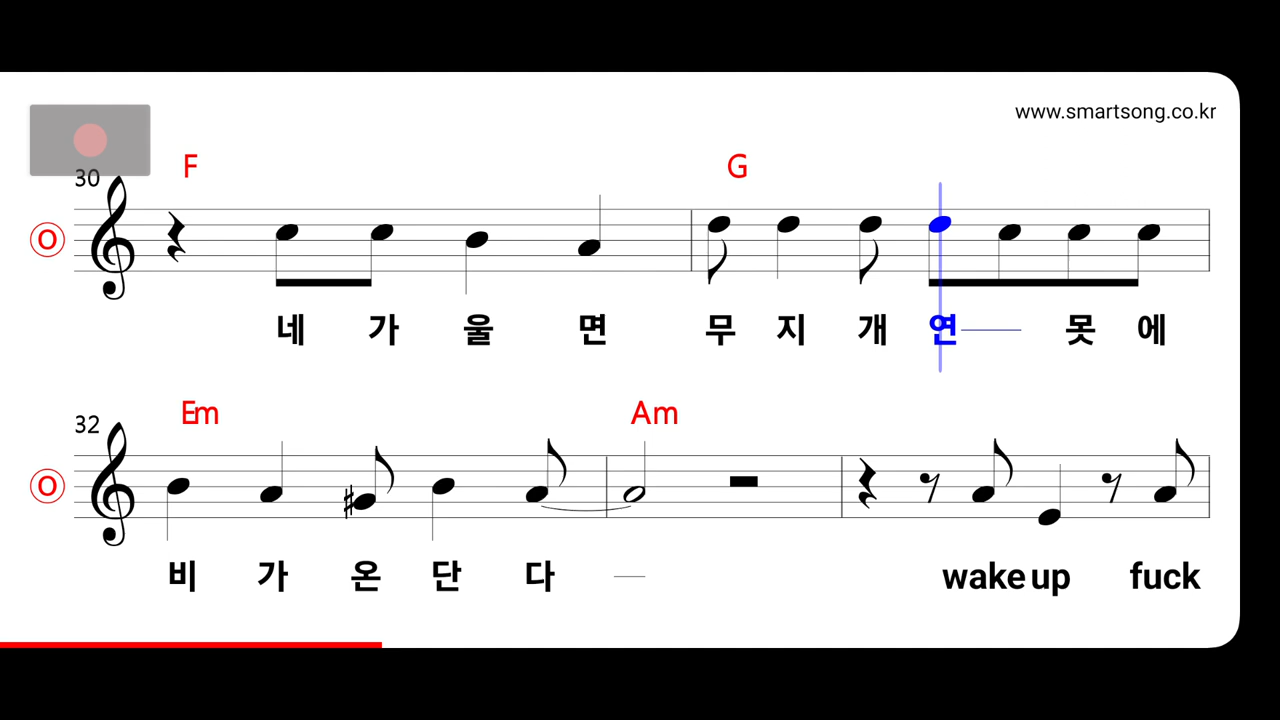 www.smartsong.co.kr
30 F G
O
네 가 울 면 무 지 개 연 못 에
32 Em Am
O
비 가 온 단 다 wake up fuck